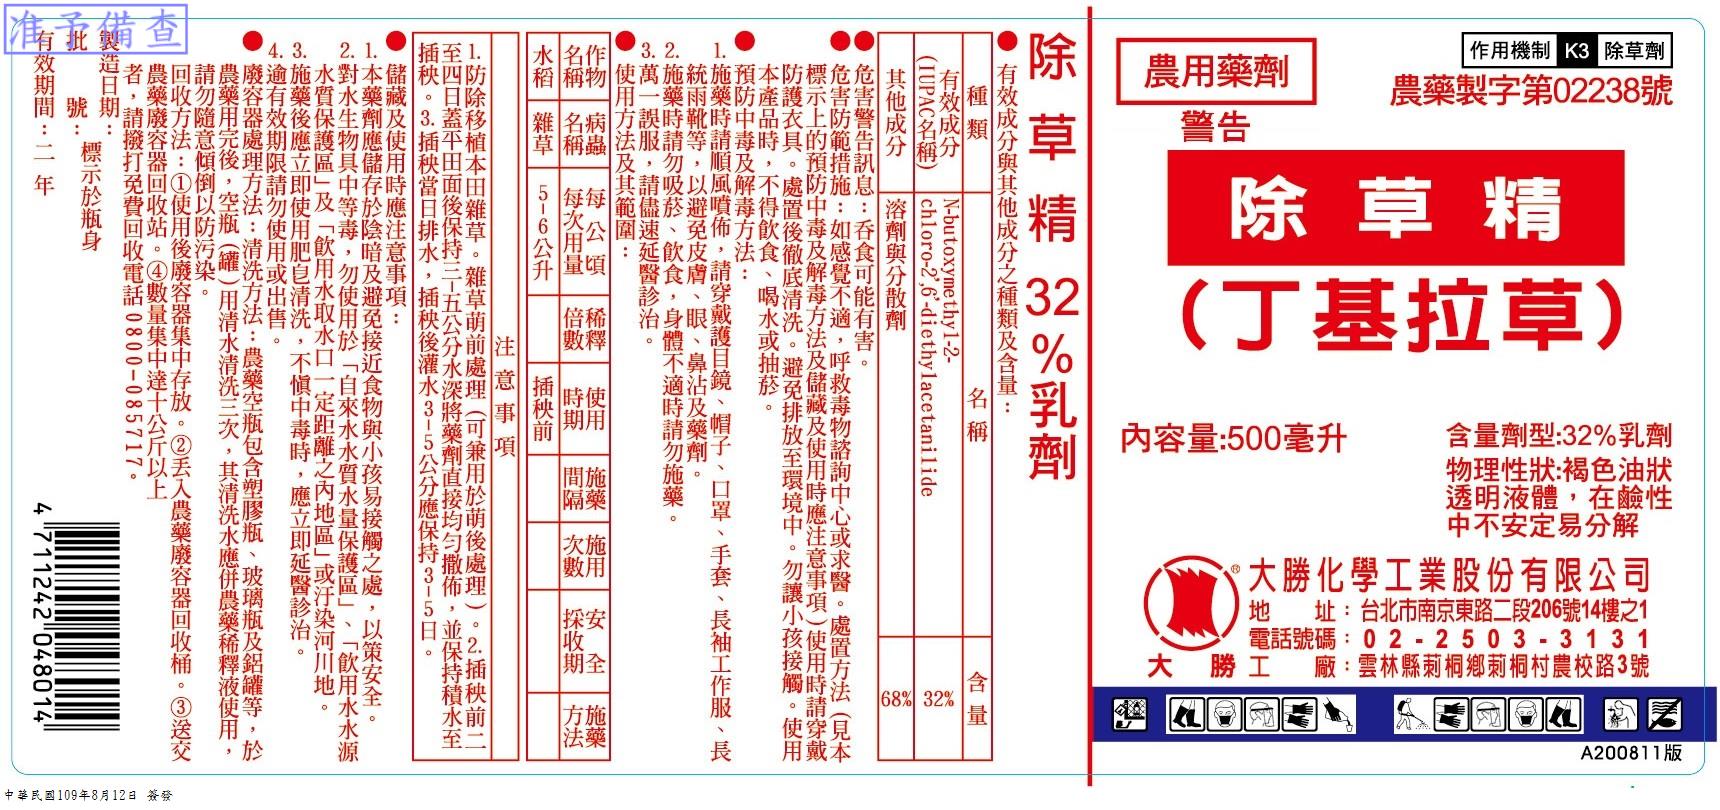 准予備查
作用機制 K3 除草劑
農藥製字第02238號
農用藥劑
警告
除草精
(丁基拉草)
內容量:500毫升
含量劑型:32%乳劑
物理性狀:褐色油狀
透明液體，在鹼性
中不安定易分解
®
大勝
大勝化學工業股份有限公司
地　　址：台北市南京東路二段206號14樓之1
電話號碼：02-2503-3131
工　　廠：雲林縣莿桐鄉莿桐村農校路3號
A200811版
除草精 32%乳劑
●有效成分與其他成分之種類及含量：
種類 名稱 含量
有效成分(IUPAC名稱) N-butoxymethyl-2-chloro-2',6'-diethylacetanilide 32%
其他成分 溶劑與分散劑 68%
●危害警告訊息：吞食可能有害。
●危害防範措施：如感覺不適，呼救毒物諮詢中心或求醫。處置方法(見本
標示上的預防中毒及解毒方法及儲藏及使用時應注意事項)使用時請穿戴
防護衣具。處置後徹底清洗。避免排放至環境中。勿讓小孩接觸。使用
本產品時，不得飲食、喝水或抽菸。
●預防中毒及解毒方法：
1.施藥時請順風噴佈，請穿戴護目鏡、帽子、口罩、手套、長袖工作服、長
統雨靴等，以避免皮膚、眼、鼻沾及藥劑。
2.施藥時請勿吸菸、飲食，身體不適時請勿施藥。
3.萬一誤服，請儘速延醫診治。
●使用方法及其範圍：
作物名稱 病蟲名稱 每公頃每次用量 稀釋倍數 使用時期 施藥間隔 施用次數 安全採收期 施藥方法
水稻 雜草 5-6公升 插秧前
注意事項
1.防除移植本田雜草。雜草萌前處理(可兼用於萌後處理)。2.插秧前二
至四日蓋平田面後保持三-五公分水深將藥劑直接均勻撒佈，並保持積水至
插秧。3.插秧當日排水，插秧後灌水3-5公分應保持3-5日。
●儲藏及使用時應注意事項：
1.本藥劑應儲存於陰暗及避免接近食物與小孩易接觸之處，以策安全。
2.對水生物具中等毒，勿使用於「自來水水質水量保護區」、「飲用水水源
水質保護區」及「飲用水取水口一定距離之內地區」或汙染河川地。
3.施藥後應立即使用肥皂清洗，不慎中毒時，應立即延醫診治。
4.逾有效期限請勿使用或出售。
●廢容器處理方法：清洗方法：農藥空瓶包含塑膠瓶、玻璃瓶及鋁罐等，於
農藥用完後，空瓶(罐)用清水清洗三次，其清洗水應併農藥稀釋液使用，
請勿隨意傾倒以防污染。
回收方法：①使用後廢容器集中存放。②丟入農藥廢容器回收桶。③送交
農藥廢容器回收站。④數量集中達十公斤以上
者，請撥打免費回收電話0800-085717。
製造日期：
批　　號：標示於瓶身
有效期間：二年
4 711242 048014
中華民國109年8月12日 簽發